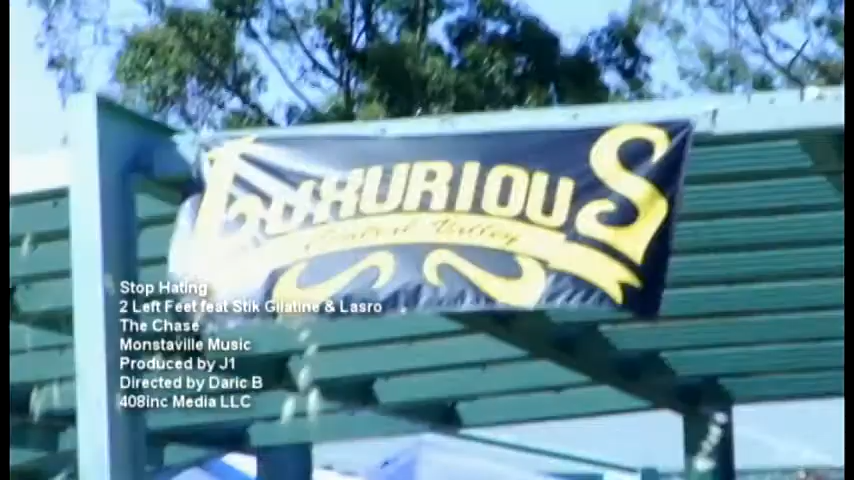 LUXURIOUS
Central Valley
Stop Hating
2 Left Feet feat Stik Gilatine & Lasro
The Chase
Monstaville Music
Produced by J1
Directed by Daric B
408inc Media LLC